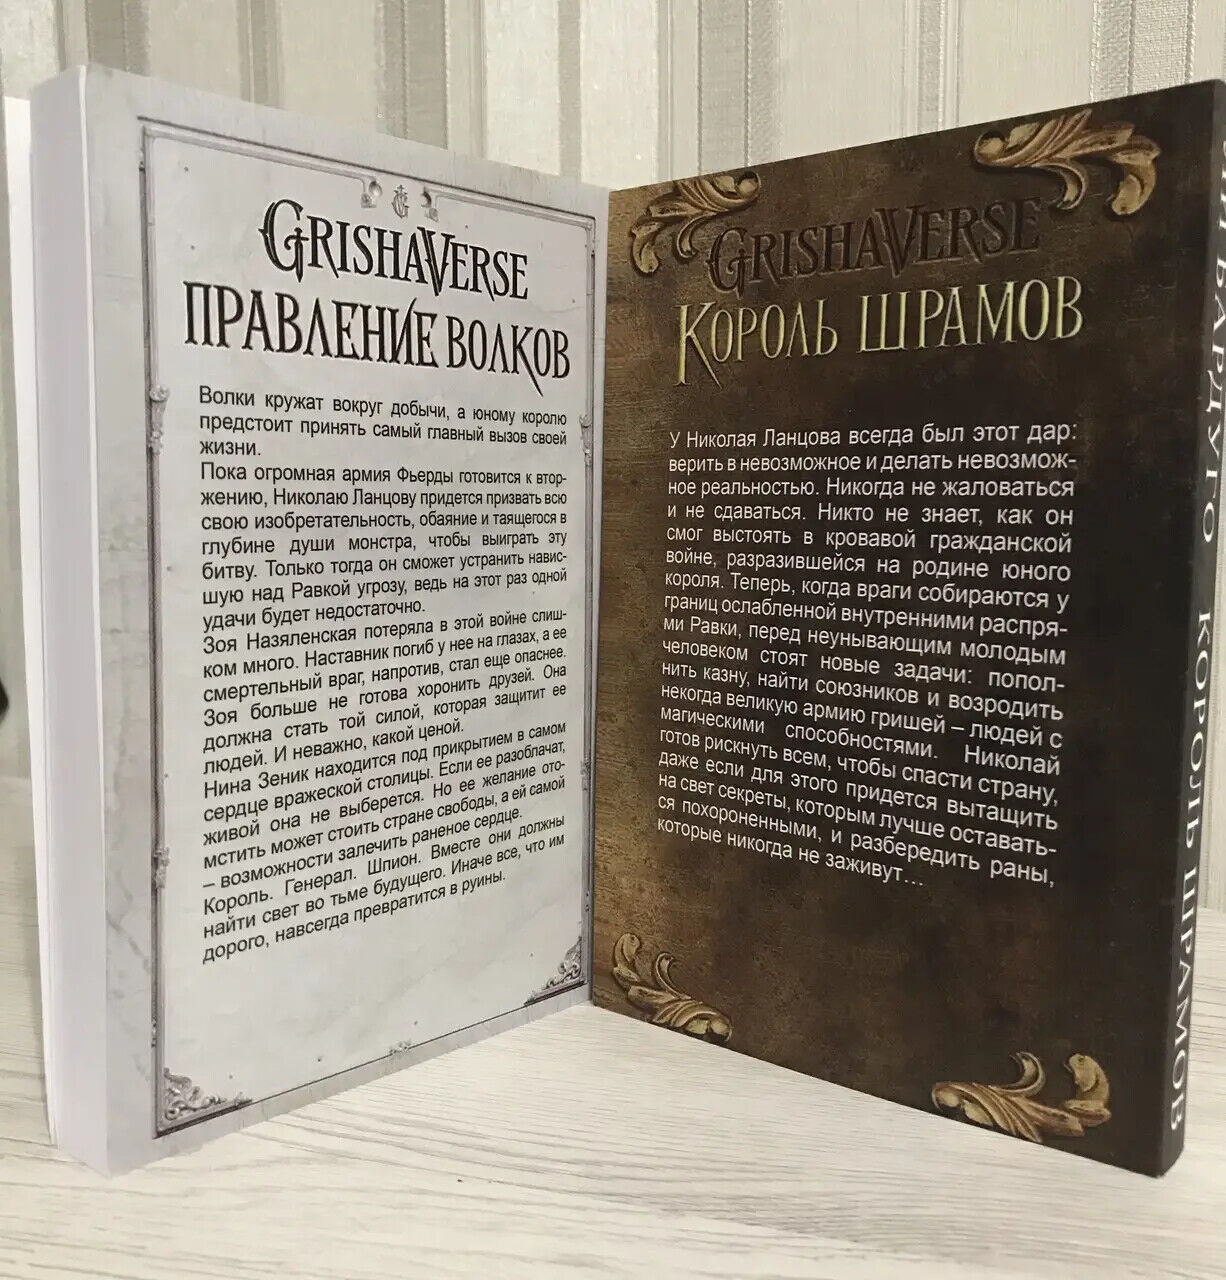 GRISHAVERSE
ПРАВЛЕНИЕ ВОЛКОВ
Волки кружат вокруг добычи, а юному королю
предстоит принять самый главный вызов своей
жизни.
Пока огромная армия Фьерды готовится к втор-
жению, Николаю Ланцову придется призвать всю
свою изобретательность, обаяние и таящегося в
глубине души монстра, чтобы выиграть эту
битву. Только тогда он сможет устранить навис-
шую над Равкой угрозу, ведь на этот раз одной
удачи будет недостаточно.
Зоя Назяленская потеряла в этой войне слиш-
ком много. Наставник погиб у нее на глазах, а ее
смертельный враг, напротив, стал еще опаснее.
Зоя больше не готова хоронить друзей. Она
должна стать той силой, которая защитит ее
людей. И неважно, какой ценой.
Нина Зеник находится под прикрытием в самом
сердце вражеской столицы. Если ее разоблачат,
живой она не выберется. Но ее желание ото-
мстить может стоить стране свободы, а ей самой
– возможности залечить раненое сердце.
Король. Генерал. Шпион. Вместе они должны
найти свет во тьме будущего. Иначе все, что им
дорого, навсегда превратится в руины.
GRISHAVERSE
КОРОЛЬ ШРАМОВ
У Николая Ланцова всегда был этот дар:
верить в невозможное и делать невозмож-
ное реальностью. Никогда не жаловаться
и не сдаваться. Никто не знает, как он
смог выстоять в кровавой гражданской
войне, разразившейся на родине юного
короля. Теперь, когда враги собираются у
границ ослабленной внутренними распря-
ми Равки, перед неунывающим молодым
человеком стоят новые задачи: попол-
нить казну, найти союзников и возродить
некогда великую армию гришей – людей с
магическими способностями. Николай
готов рискнуть всем, чтобы спасти страну,
даже если для этого придется вытащить
на свет секреты, которым лучше оставать-
ся похороненными, и разбередить раны,
которые никогда не заживут...
БАРДУГО КОРОЛЬ ШРАМОВ